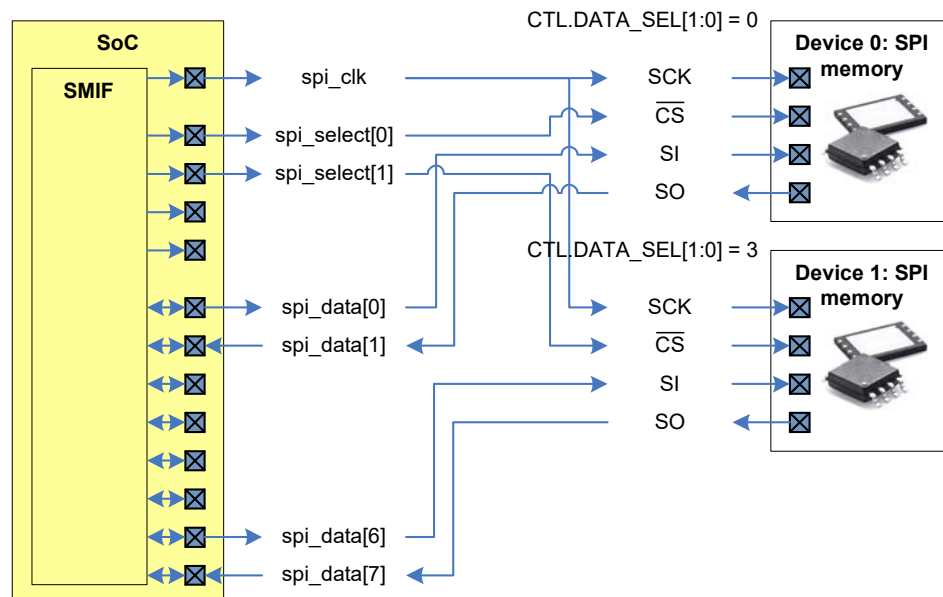 CTL.DATA_SEL[1:0] = 0
SoC
SMIF
Device 0: SPI
memory
spi_clk
SCK
spi_select[0]
CS
spi_select[1]
SI
SO
CTL.DATA_SEL[1:0] = 3
Device 1: SPI
memory
spi_data[0]
SCK
spi_data[1]
CS
SI
SO
spi_data[6]
spi_data[7]